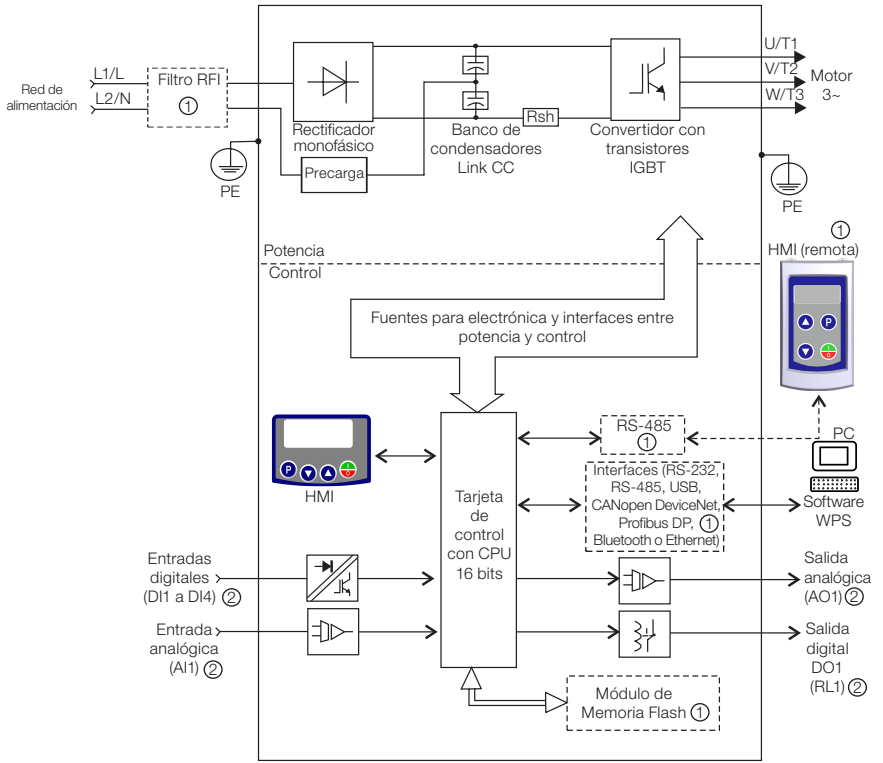 Red de
alimentación
L1/L
L2/N
Filtro RFI
①
PE
Rectificador
monofásico
Precarga
Banco de
condensadores
Link CC
Rsh
Convertidor con
transistores
IGBT
U/T1
V/T2
W/T3
Motor
3~
PE
Potencia
Control
①
HMI (remota)
P
I
O
Fuentes para electrónica y interfaces entre
potencia y control
P
I
O
HMI
Tarjeta
de
control
con CPU
16 bits
RS-485
①
Interfaces (RS-232,
RS-485, USB,
CANopen DeviceNet,
Profibus DP, ①
Bluetooth o Ethernet)
PC
Software
WPS
Entradas
digitales
(DI1 a DI4) ②
Entrada
analógica
(AI1) ②
Salida
analógica
(AO1) ②
Salida
digital
DO1
(RL1) ②
Módulo de
Memoria Flash ①